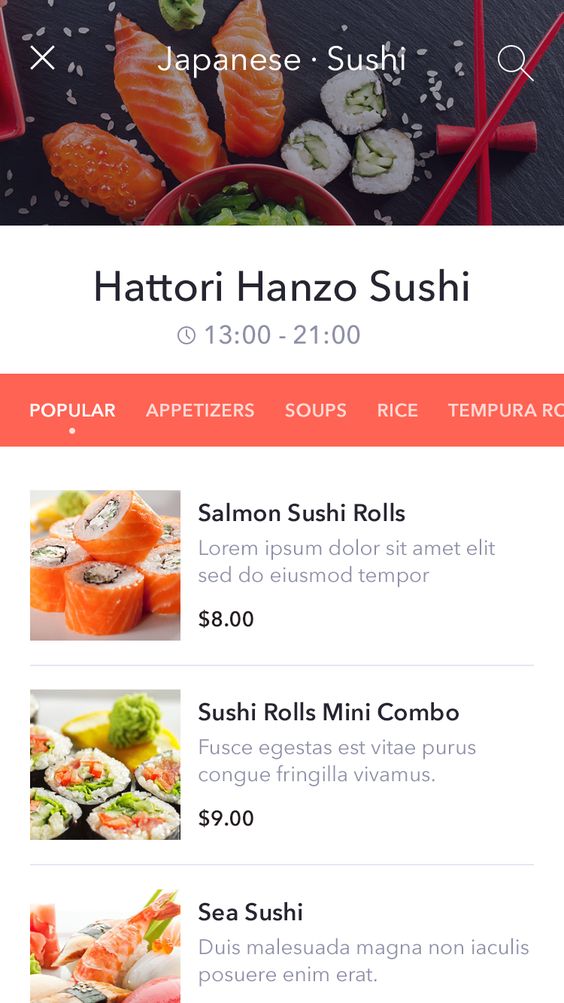 Japanese · Sushi
Hattori Hanzo Sushi
13:00 - 21:00
POPULAR APPETIZERS SOUPS RICE TEMPURA
Salmon Sushi Rolls
Lorem ipsum dolor sit amet elit
sed do eiusmod tempor
$8.00
Sushi Rolls Mini Combo
Fusce egestas est vitae purus
congue fringilla vivamus.
$9.00
Sea Sushi
Duis malesuada magna non iaculis
posuere enim erat.